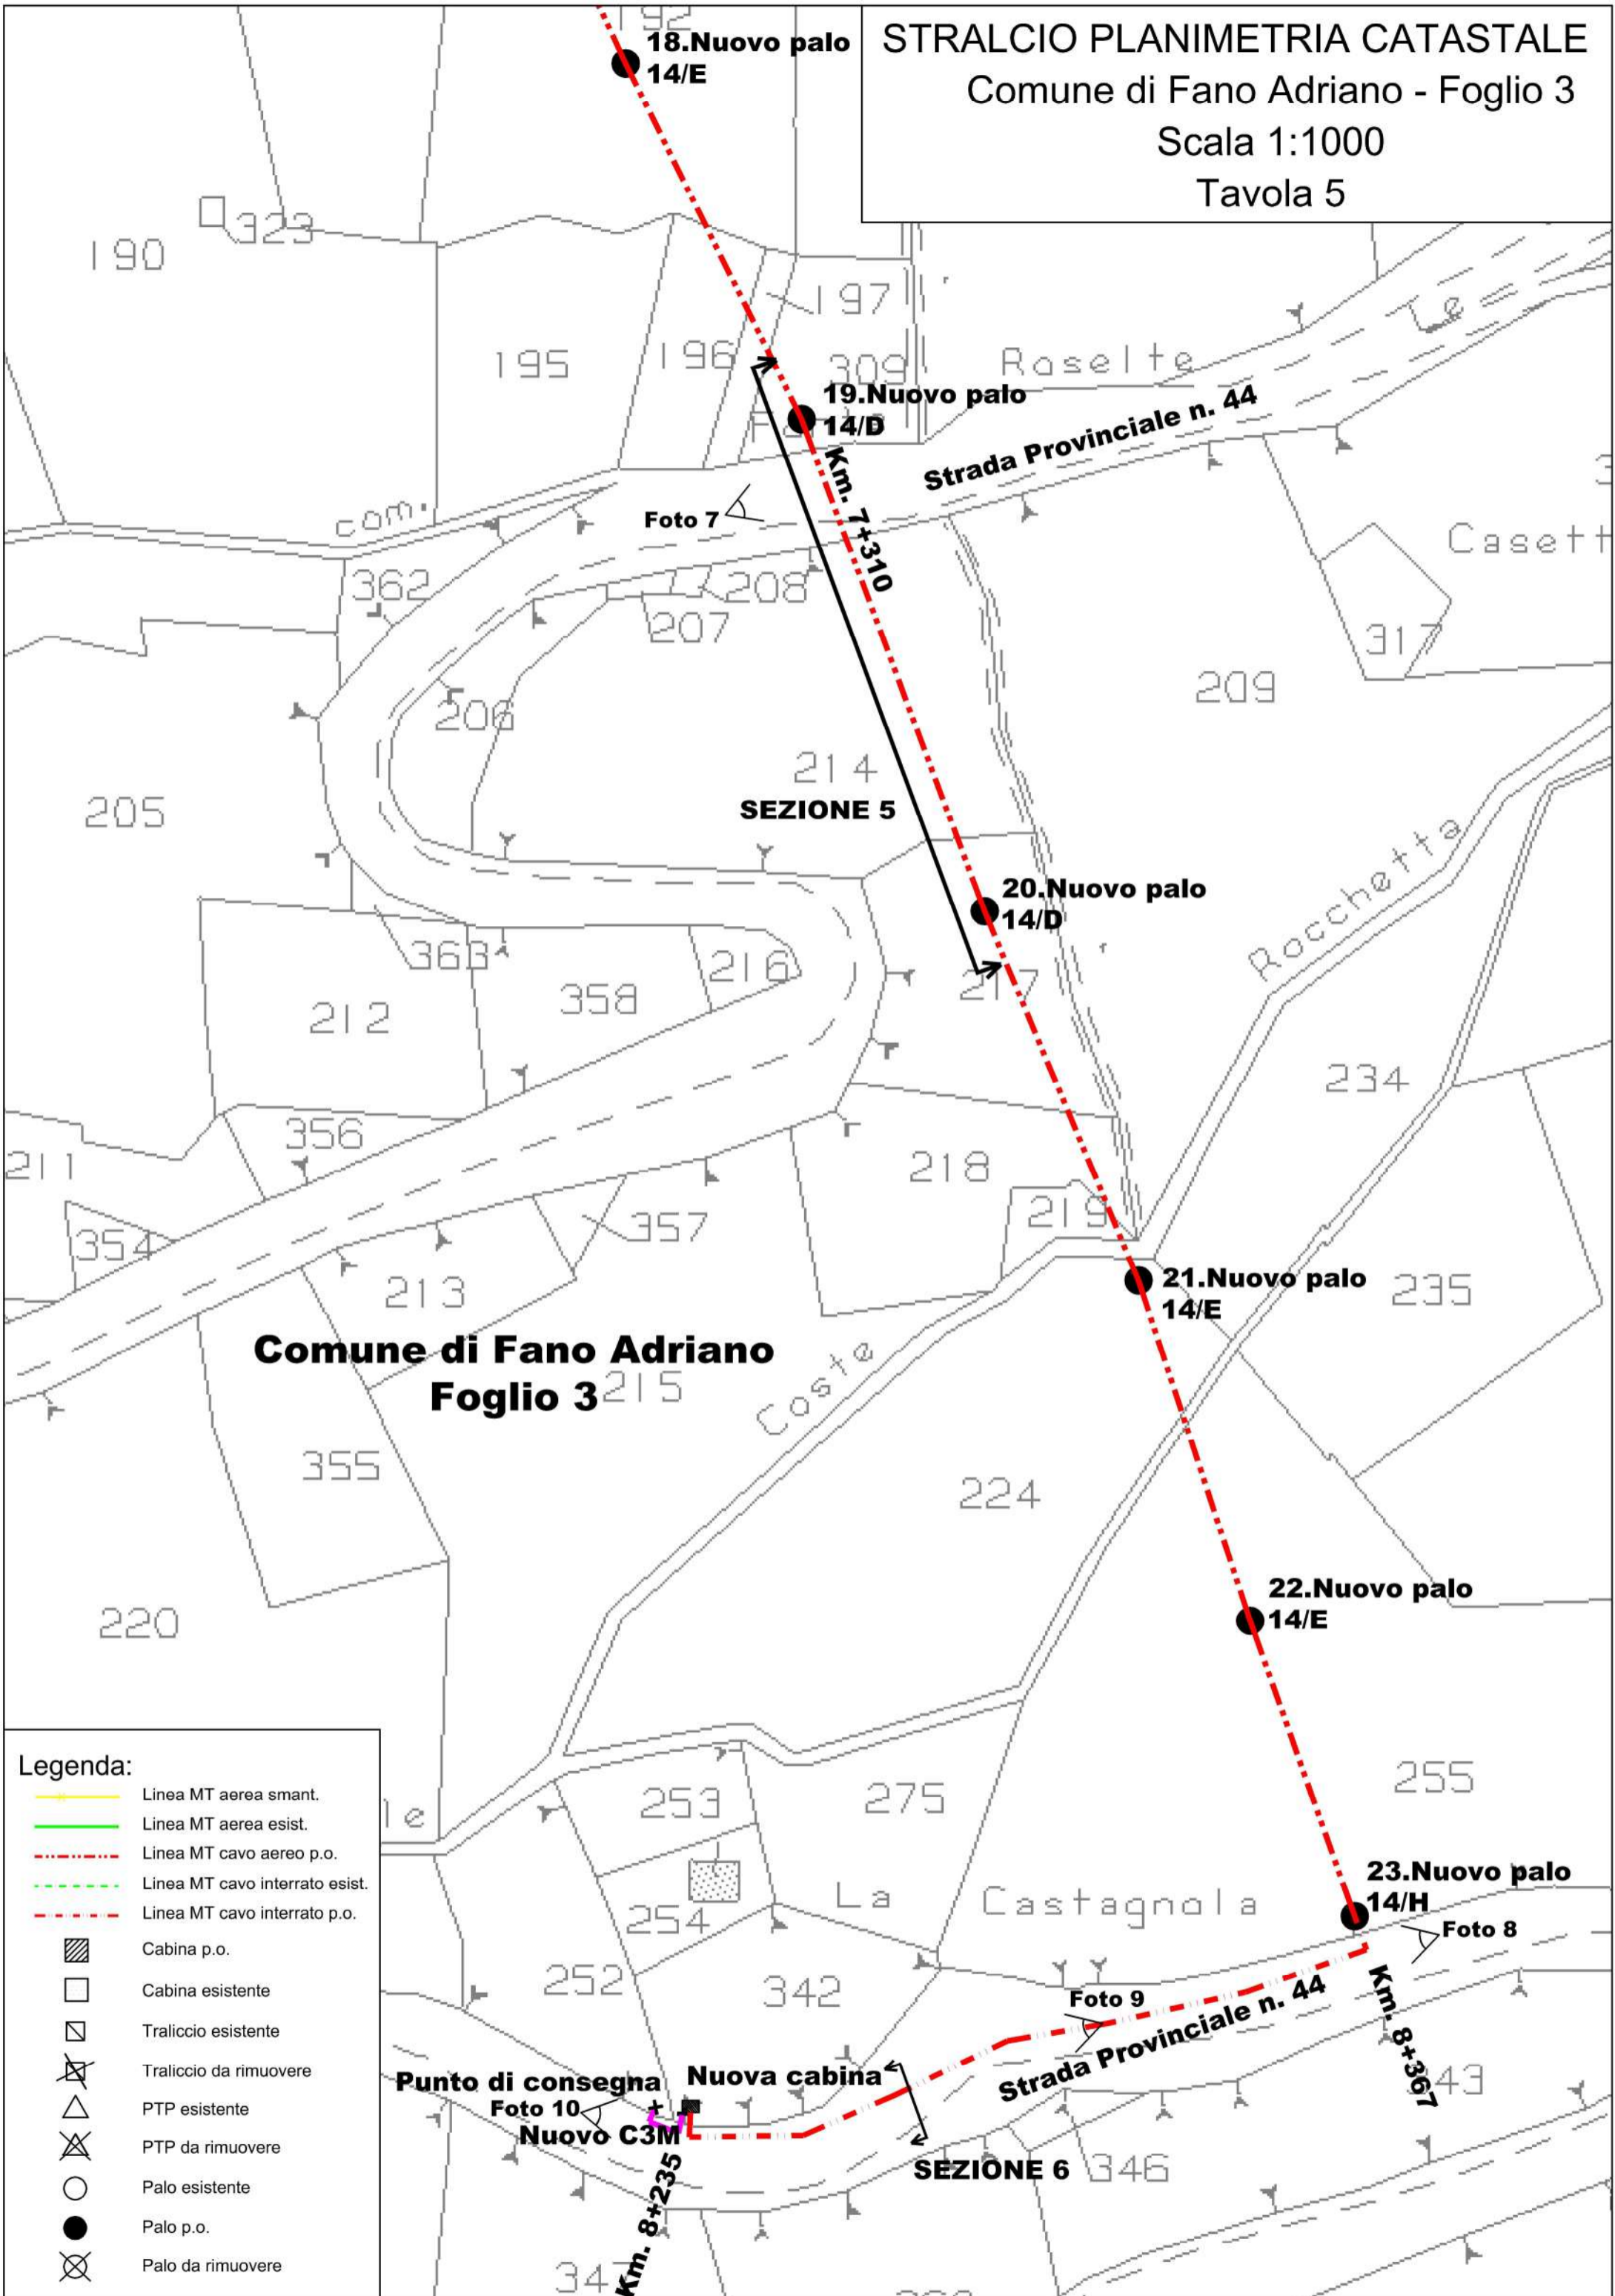 STRALCIO PLANIMETRIA CATASTALE
Comune di Fano Adriano - Foglio 3
Scala 1:1000
Tavola 5
192
18.Nuovo palo
14/E
190
323
197
195
196
309
Roselte
Le
19.Nuovo palo
14/D
Km. 7+310
Strada Provinciale n. 44
com.
Foto 7
Casett
362
208
207
317
206
209
214
205
SEZIONE 5
20.Nuovo palo
14/D
Rocchetta
363
216
217
358
212
234
356
211
218
219
357
354
21.Nuovo palo
14/E
235
213
Comune di Fano Adriano
Foglio 3
215
Coste
355
224
22.Nuovo palo
14/E
220
255
275
253
le
23.Nuovo palo
14/H
La Castagnola
254
Foto 8
252
342
Foto 9
Strada Provinciale n. 44
Km. 8+367
343
Punto di consegna
Nuova cabina
Foto 10
Nuovo C3M
SEZIONE 6
346
Km. 8+235
347
Legenda:
Linea MT aerea smant.
Linea MT aerea esist.
Linea MT cavo aereo p.o.
Linea MT cavo interrato esist.
Linea MT cavo interrato p.o.
Cabina p.o.
Cabina esistente
Traliccio esistente
Traliccio da rimuovere
PTP esistente
PTP da rimuovere
Palo esistente
Palo p.o.
Palo da rimuovere